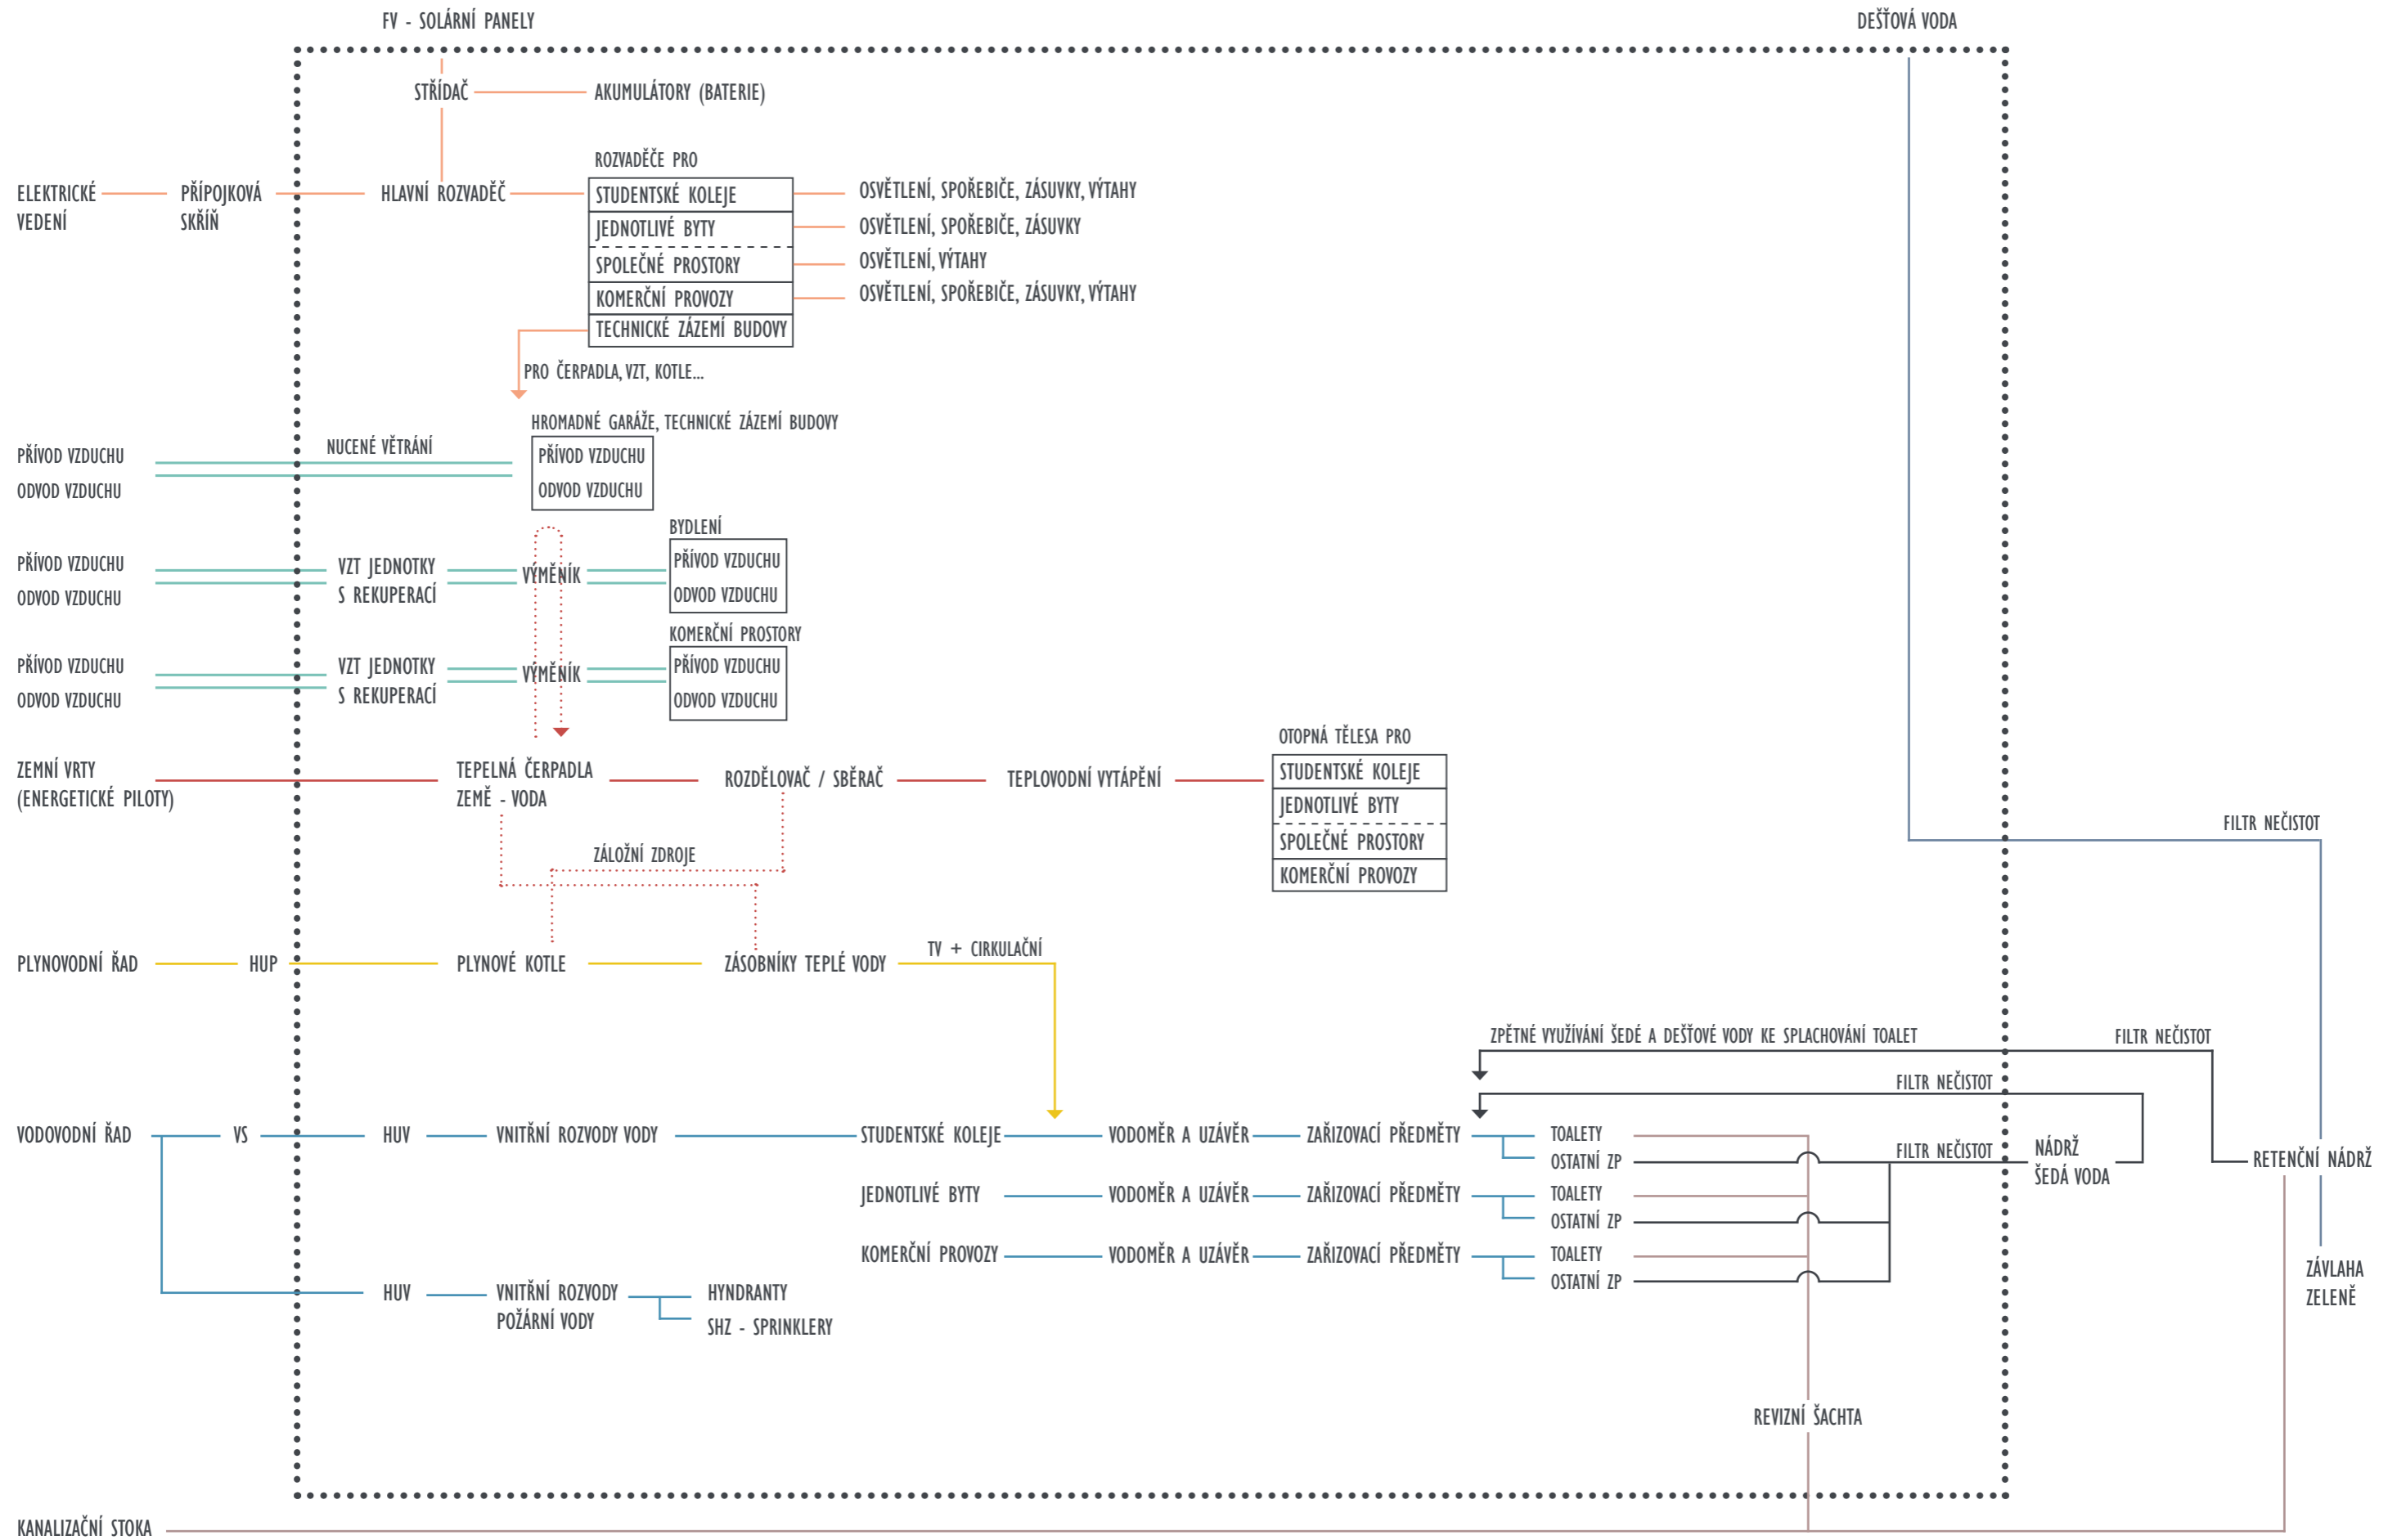 FV - SOLÁRNÍ PANELY
DEŠŤOVÁ VODA
STŘÍDAČ
AKUMULÁTORY (BATERIE)
ROZVADĚČE PRO
ELEKTRICKÉ
VEDENÍ
PŘÍPOJKOVÁ
SKŘÍŇ
HLAVNÍ ROZVADĚČ
STUDENTSKÉ KOLEJE
OSVĚTLENÍ, SPOŘEBIČE, ZÁSUVKY, VÝTAHY
JEDNOTLIVÉ BYTY
OSVĚTLENÍ, SPOŘEBIČE, ZÁSUVKY
SPOLEČNÉ PROSTORY
OSVĚTLENÍ, VÝTAHY
KOMERČNÍ PROVOZY
OSVĚTLENÍ, SPOŘEBIČE, ZÁSUVKY, VÝTAHY
TECHNICKÉ ZÁZEMÍ BUDOVY
PRO ČERPADLA, VZT, KOTLE...
HROMADNÉ GARÁŽE, TECHNICKÉ ZÁZEMÍ BUDOVY
PŘÍVOD VZDUCHU
ODVOD VZDUCHU
NUCENÉ VĚTRÁNÍ
PŘÍVOD VZDUCHU
ODVOD VZDUCHU
BYDLENÍ
PŘÍVOD VZDUCHU
ODVOD VZDUCHU
VZT JEDNOTKY
S REKUPERACÍ
VÝMĚNÍK
PŘÍVOD VZDUCHU
ODVOD VZDUCHU
KOMERČNÍ PROSTORY
PŘÍVOD VZDUCHU
ODVOD VZDUCHU
VZT JEDNOTKY
S REKUPERACÍ
VÝMĚNÍK
PŘÍVOD VZDUCHU
ODVOD VZDUCHU
OTOPNÁ TĚLESA PRO
ZEMNÍ VRTY
(ENERGETICKÉ PILOTY)
TEPELNÁ ČERPADLA
ZEMĚ - VODA
ROZDĚLOVAČ / SBĚRAČ
TEPLOVODNÍ VYTÁPĚNÍ
STUDENTSKÉ KOLEJE
JEDNOTLIVÉ BYTY
SPOLEČNÉ PROSTORY
KOMERČNÍ PROVOZY
FILTR NEČISTOT
ZÁLOŽNÍ ZDROJE
PLYNOVODNÍ ŘAD
HUP
PLYNOVÉ KOTLE
ZÁSOBNÍKY TEPLÉ VODY
TV + CIRKULAČNÍ
ZPĚTNÉ VYUŽÍVÁNÍ ŠEDÉ A DEŠŤOVÉ VODY KE SPLACHOVÁNÍ TOALET
FILTR NEČISTOT
FILTR NEČISTOT
VODOVODNÍ ŘAD
VS
HUV
VNITŘNÍ ROZVODY VODY
STUDENTSKÉ KOLEJE
VODOMĚR A UZÁVĚR
ZAŘIZOVACÍ PŘEDMĚTY
TOALETY
OSTATNÍ ZP
FILTR NEČISTOT
NÁDRŽ
ŠEDÁ VODA
RETENČNÍ NÁDRŽ
JEDNOTLIVÉ BYTY
VODOMĚR A UZÁVĚR
ZAŘIZOVACÍ PŘEDMĚTY
TOALETY
OSTATNÍ ZP
KOMERČNÍ PROVOZY
VODOMĚR A UZÁVĚR
ZAŘIZOVACÍ PŘEDMĚTY
TOALETY
OSTATNÍ ZP
ZÁVLAHA
ZELENĚ
HUV
VNITŘNÍ ROZVODY
POŽÁRNÍ VODY
HYNDRANTY
SHZ - SPRINKLERY
REVIZNÍ ŠACHTA
KANALIZAČNÍ STOKA